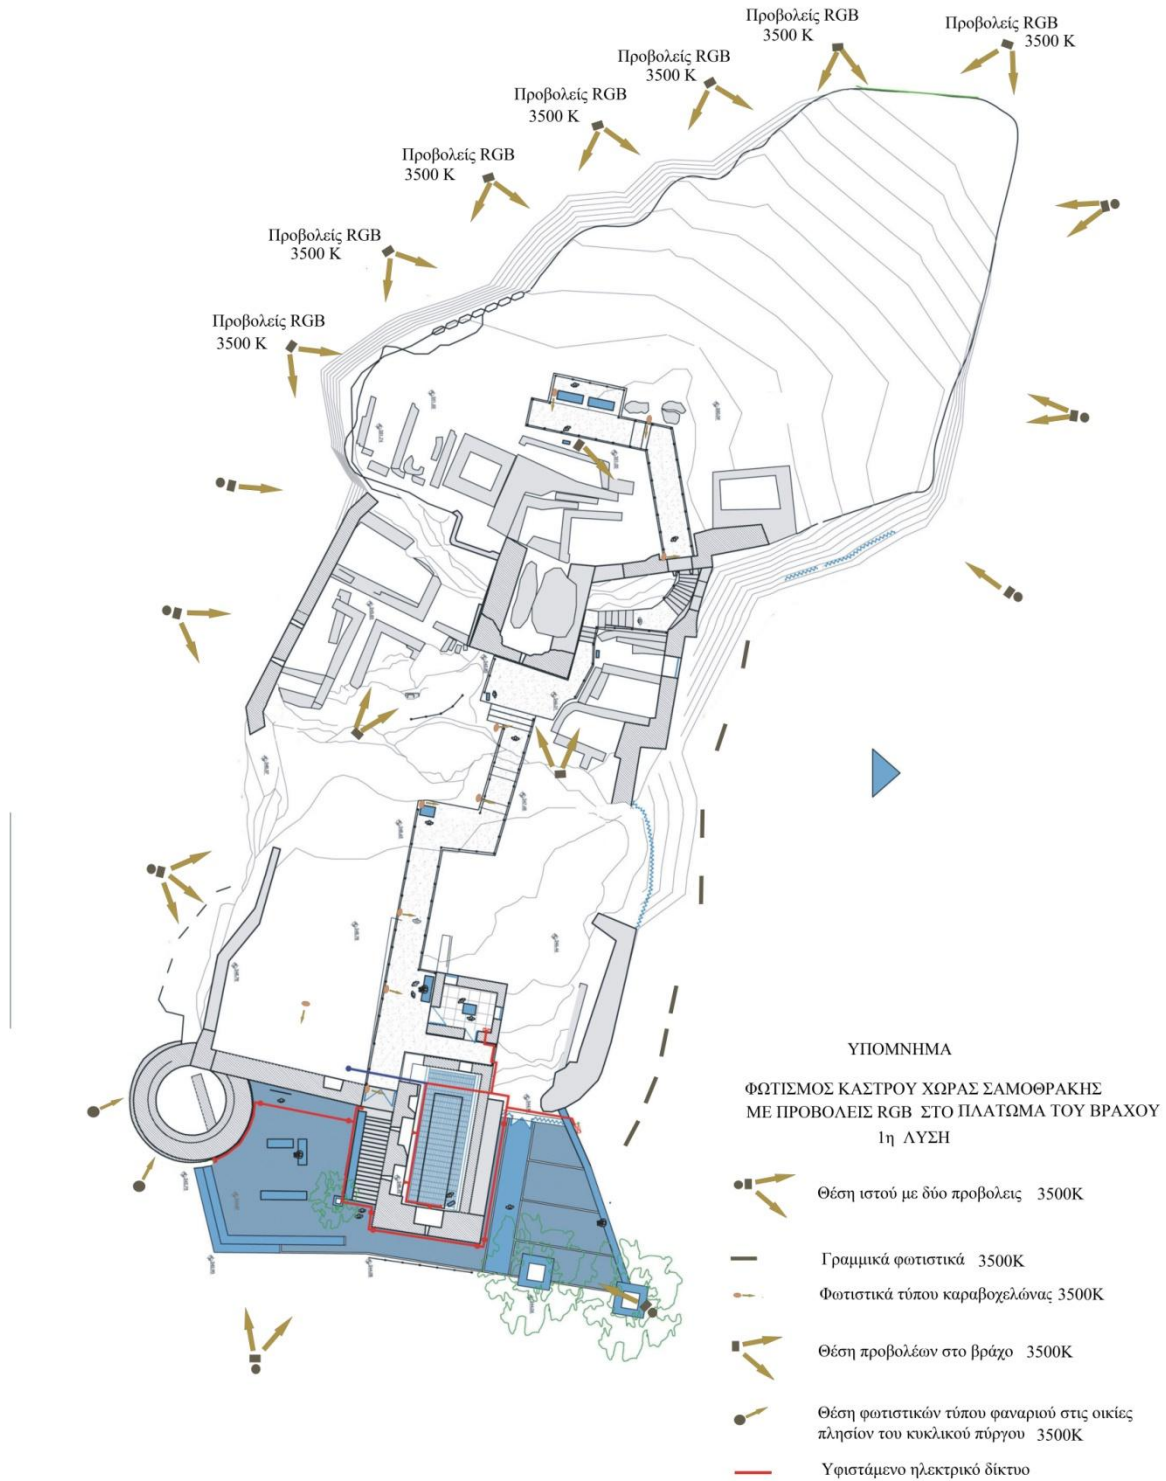 Προβολείς RGB
3500 K
Προβολείς RGB
3500 K
Προβολείς RGB
3500 K
Προβολείς RGB
3500 K
Προβολείς RGB
3500 K
Προβολείς RGB
3500 K
Προβολείς RGB
3500 K
ΥΠΟΜΝΗΜΑ
ΦΩΤΙΣΜΟΣ ΚΑΣΤΡΟΥ ΧΩΡΑΣ ΣΑΜΟΘΡΑΚΗΣ
ΜΕ ΠΡΟΒΟΛΕΙΣ RGB ΣΤΟ ΠΛΑΤΩΜΑ ΤΟΥ ΒΡΑΧΟΥ
1η ΛΥΣΗ
Θέση ιστού με δύο προβολεις 3500K
Γραμμικά φωτιστικά 3500K
Φωτιστικά τύπου καραβοχελώνας 3500K
Θέση προβολέων στο βράχο 3500K
Θέση φωτιστικών τύπου φαναριού στις οικίες
πλησίον του κυκλικού πύργου 3500K
Υφιστάμενο ηλεκτρικό δίκτυο